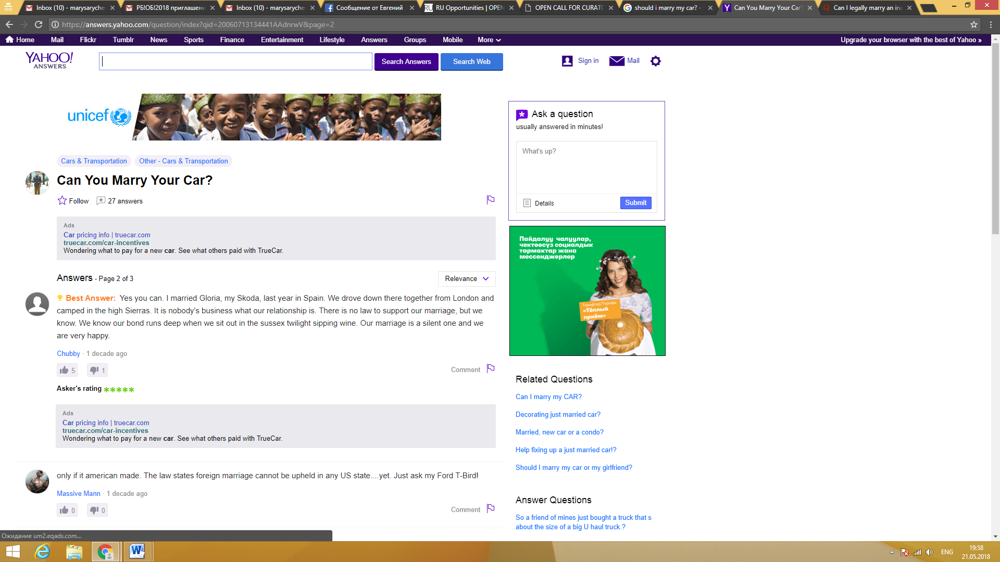 Inbox (10) - marysaryche
РБ!ОБ!2018 приглашени
Inbox (10) - marysaryche
Сообщение от Евгений
RU Opportunities | OPEN
OPEN CALL FOR CURATO
should i marry my car? -
Can You Marry Your Car?
Can I legally marry an ina
https://answers.yahoo.com/question/index?qid=20060713134441AAdnrwV&page=2
Home Mail Flickr Tumblr News Sports Finance Entertainment Lifestyle Answers Groups Mobile More Upgrade your browser with the best of Yahoo »
YAHOO!
ANSWERS
Search Answers Search Web
Sign in Mail
unicef
Ask a question
usually answered in minutes!
What's up?
Details Submit
Cars & Transportation Other - Cars & Transportation
Can You Marry Your Car?
Follow 27 answers
Ads
Car pricing info | truecar.com
truecar.com/car-incentives
Wondering what to pay for a new car. See what others paid with TrueCar.
Answers - Page 2 of 3
Relevance
Best Answer: Yes you can. I married Gloria, my Skoda, last year in Spain. We drove down there together from London and
camped in the high Sierras. It is nobody's business what our relationship is. There is no law to support our marriage, but we
know. We know our bond runs deep when we sit out in the sussex twilight sipping wine. Our marriage is a silent one and we
are very happy.
Chubby · 1 decade ago
5 1
Comment
Asker's rating *****
Ads
Car pricing info | truecar.com
truecar.com/car-incentives
Wondering what to pay for a new car. See what others paid with TrueCar.
only if it american made. The law states foreign marriage cannot be upheld in any US state....yet. Just ask my Ford T-Bird!
Massive Mann · 1 decade ago
0 0
Comment
Пайдалуу чалуулар,
чектөөсүз социалдык
тармактар жана
мессенджерлер
Торифтер/Торифы
«Тёплый
приём»
Related Questions
Can I marry my CAR?
Decorating just married car?
Married, new car or a condo?
Help fixing up a just married car!?
Should I marry my car or my girlfriend?
Answer Questions
So a friend of mines just bought a truck that s
about the size of a big U haul truck.?
Ожидание um2.eqads.com...
ENG
19:58
21.05.2018